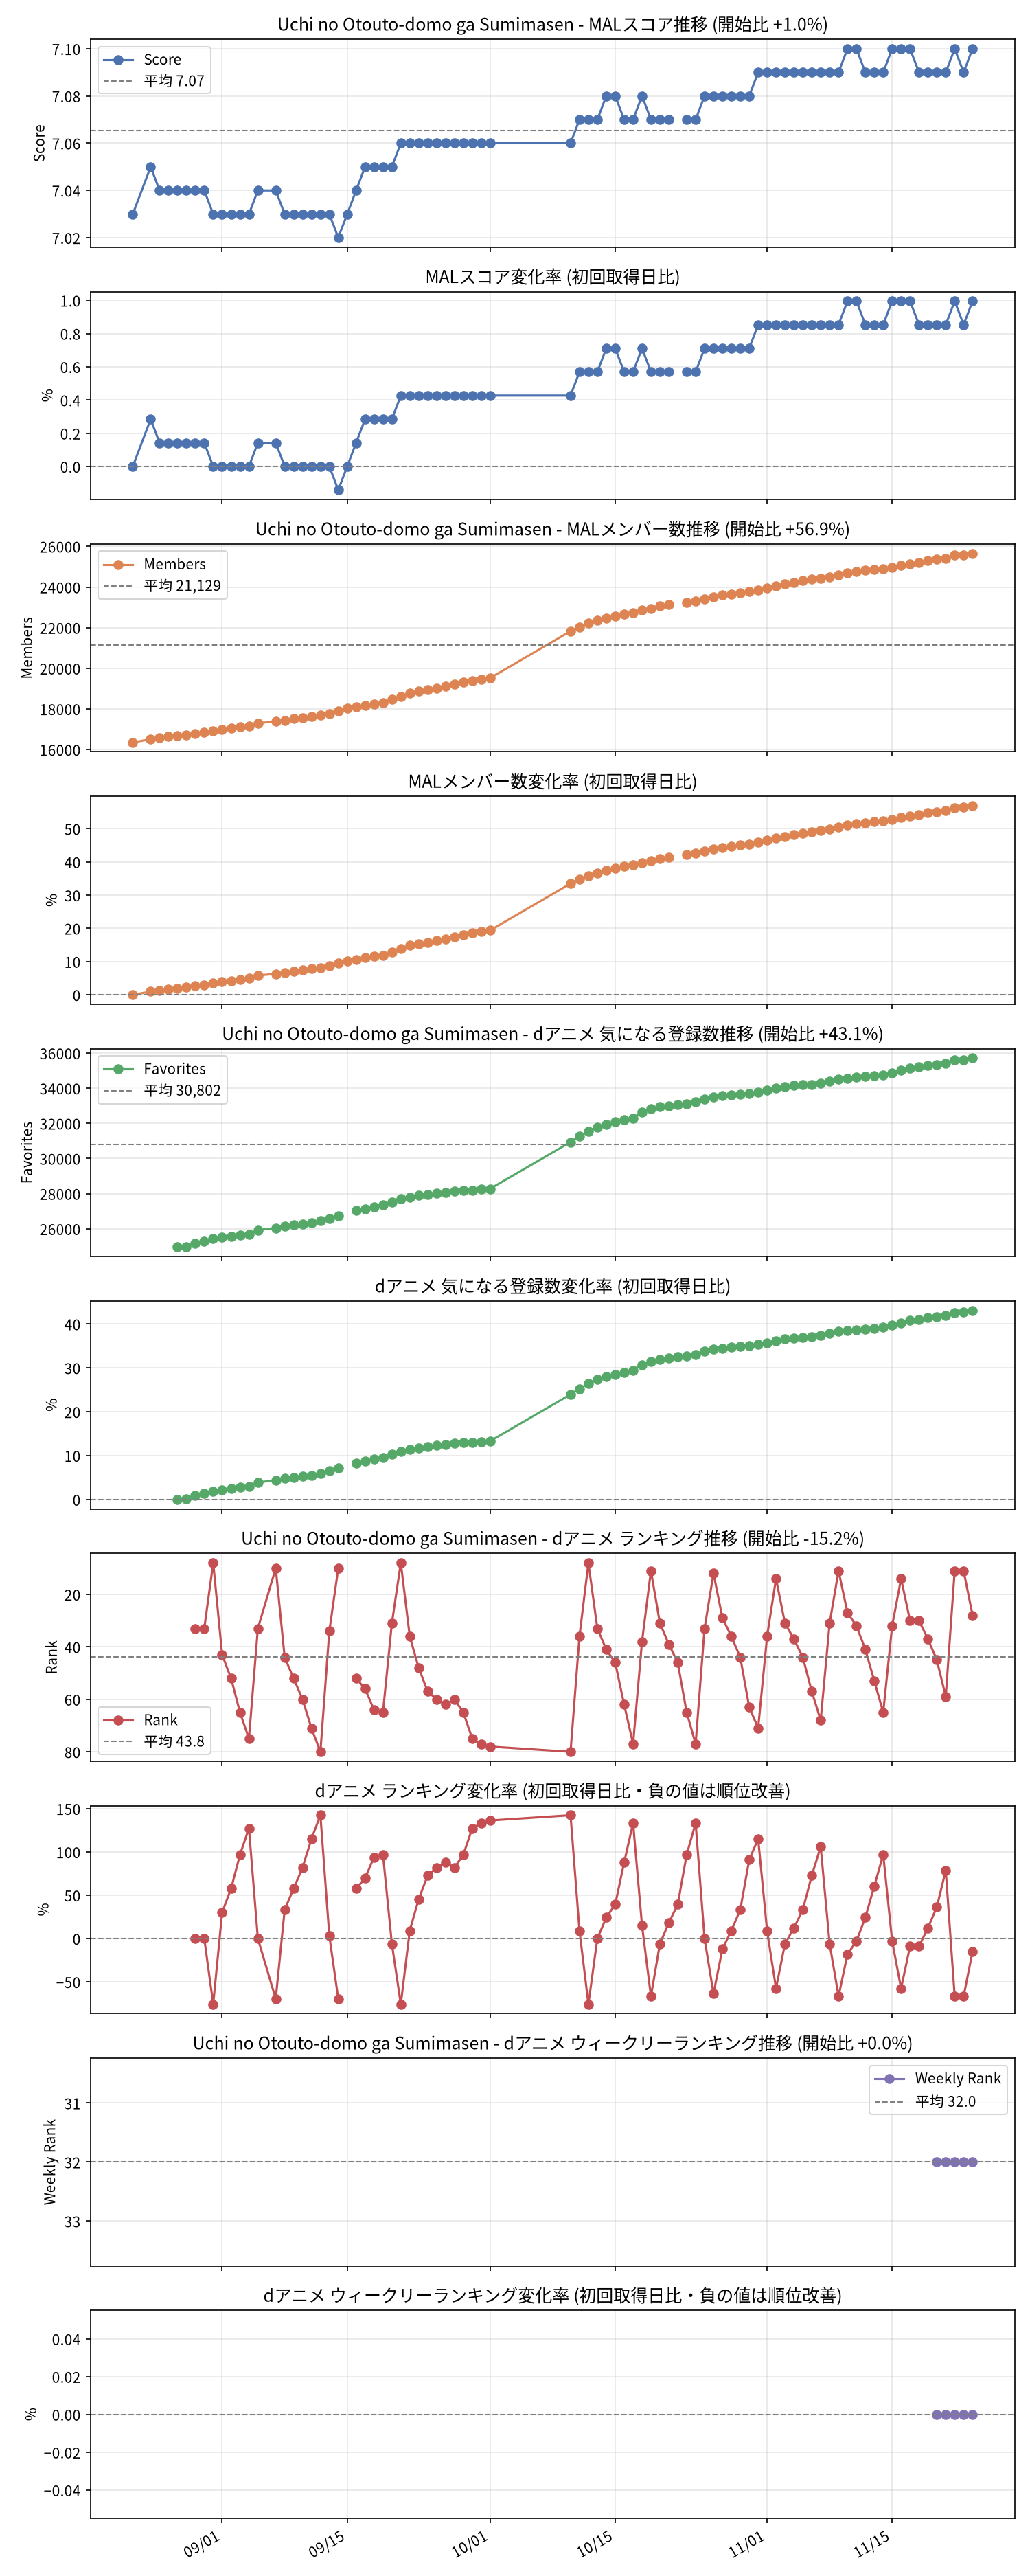 Uchi no Otouto-domo ga Sumimasen - MALスコア推移 (開始比 +1.0%)
7.10
7.08
7.06
7.04
7.02
Score
Score
平均 7.07
MALスコア変化率 (初回取得日比)
1.0
0.8
0.6
0.4
0.2
0.0
%
Uchi no Otouto-domo ga Sumimasen - MALメンバー数推移 (開始比 +56.9%)
26000
24000
22000
20000
18000
16000
Members
Members
平均 21,129
MALメンバー数変化率 (初回取得日比)
50
40
30
20
10
0
%
Uchi no Otouto-domo ga Sumimasen - dアニメ 気になる登録数推移 (開始比 +43.1%)
36000
34000
32000
30000
28000
26000
Favorites
Favorites
平均 30,802
dアニメ 気になる登録数変化率 (初回取得日比)
40
30
20
10
0
%
Uchi no Otouto-domo ga Sumimasen - dアニメ ランキング推移 (開始比 -15.2%)
20
40
60
80
Rank
Rank
平均 43.8
dアニメ ランキング変化率 (初回取得日比・負の値は順位改善)
150
100
50
0
−50
%
Uchi no Otouto-domo ga Sumimasen - dアニメ ウィークリーランキング推移 (開始比 +0.0%)
31
32
33
Weekly Rank
Weekly Rank
平均 32.0
dアニメ ウィークリーランキング変化率 (初回取得日比・負の値は順位改善)
0.04
0.02
0.00
−0.02
−0.04
%
09/01
09/15
10/01
10/15
11/01
11/15